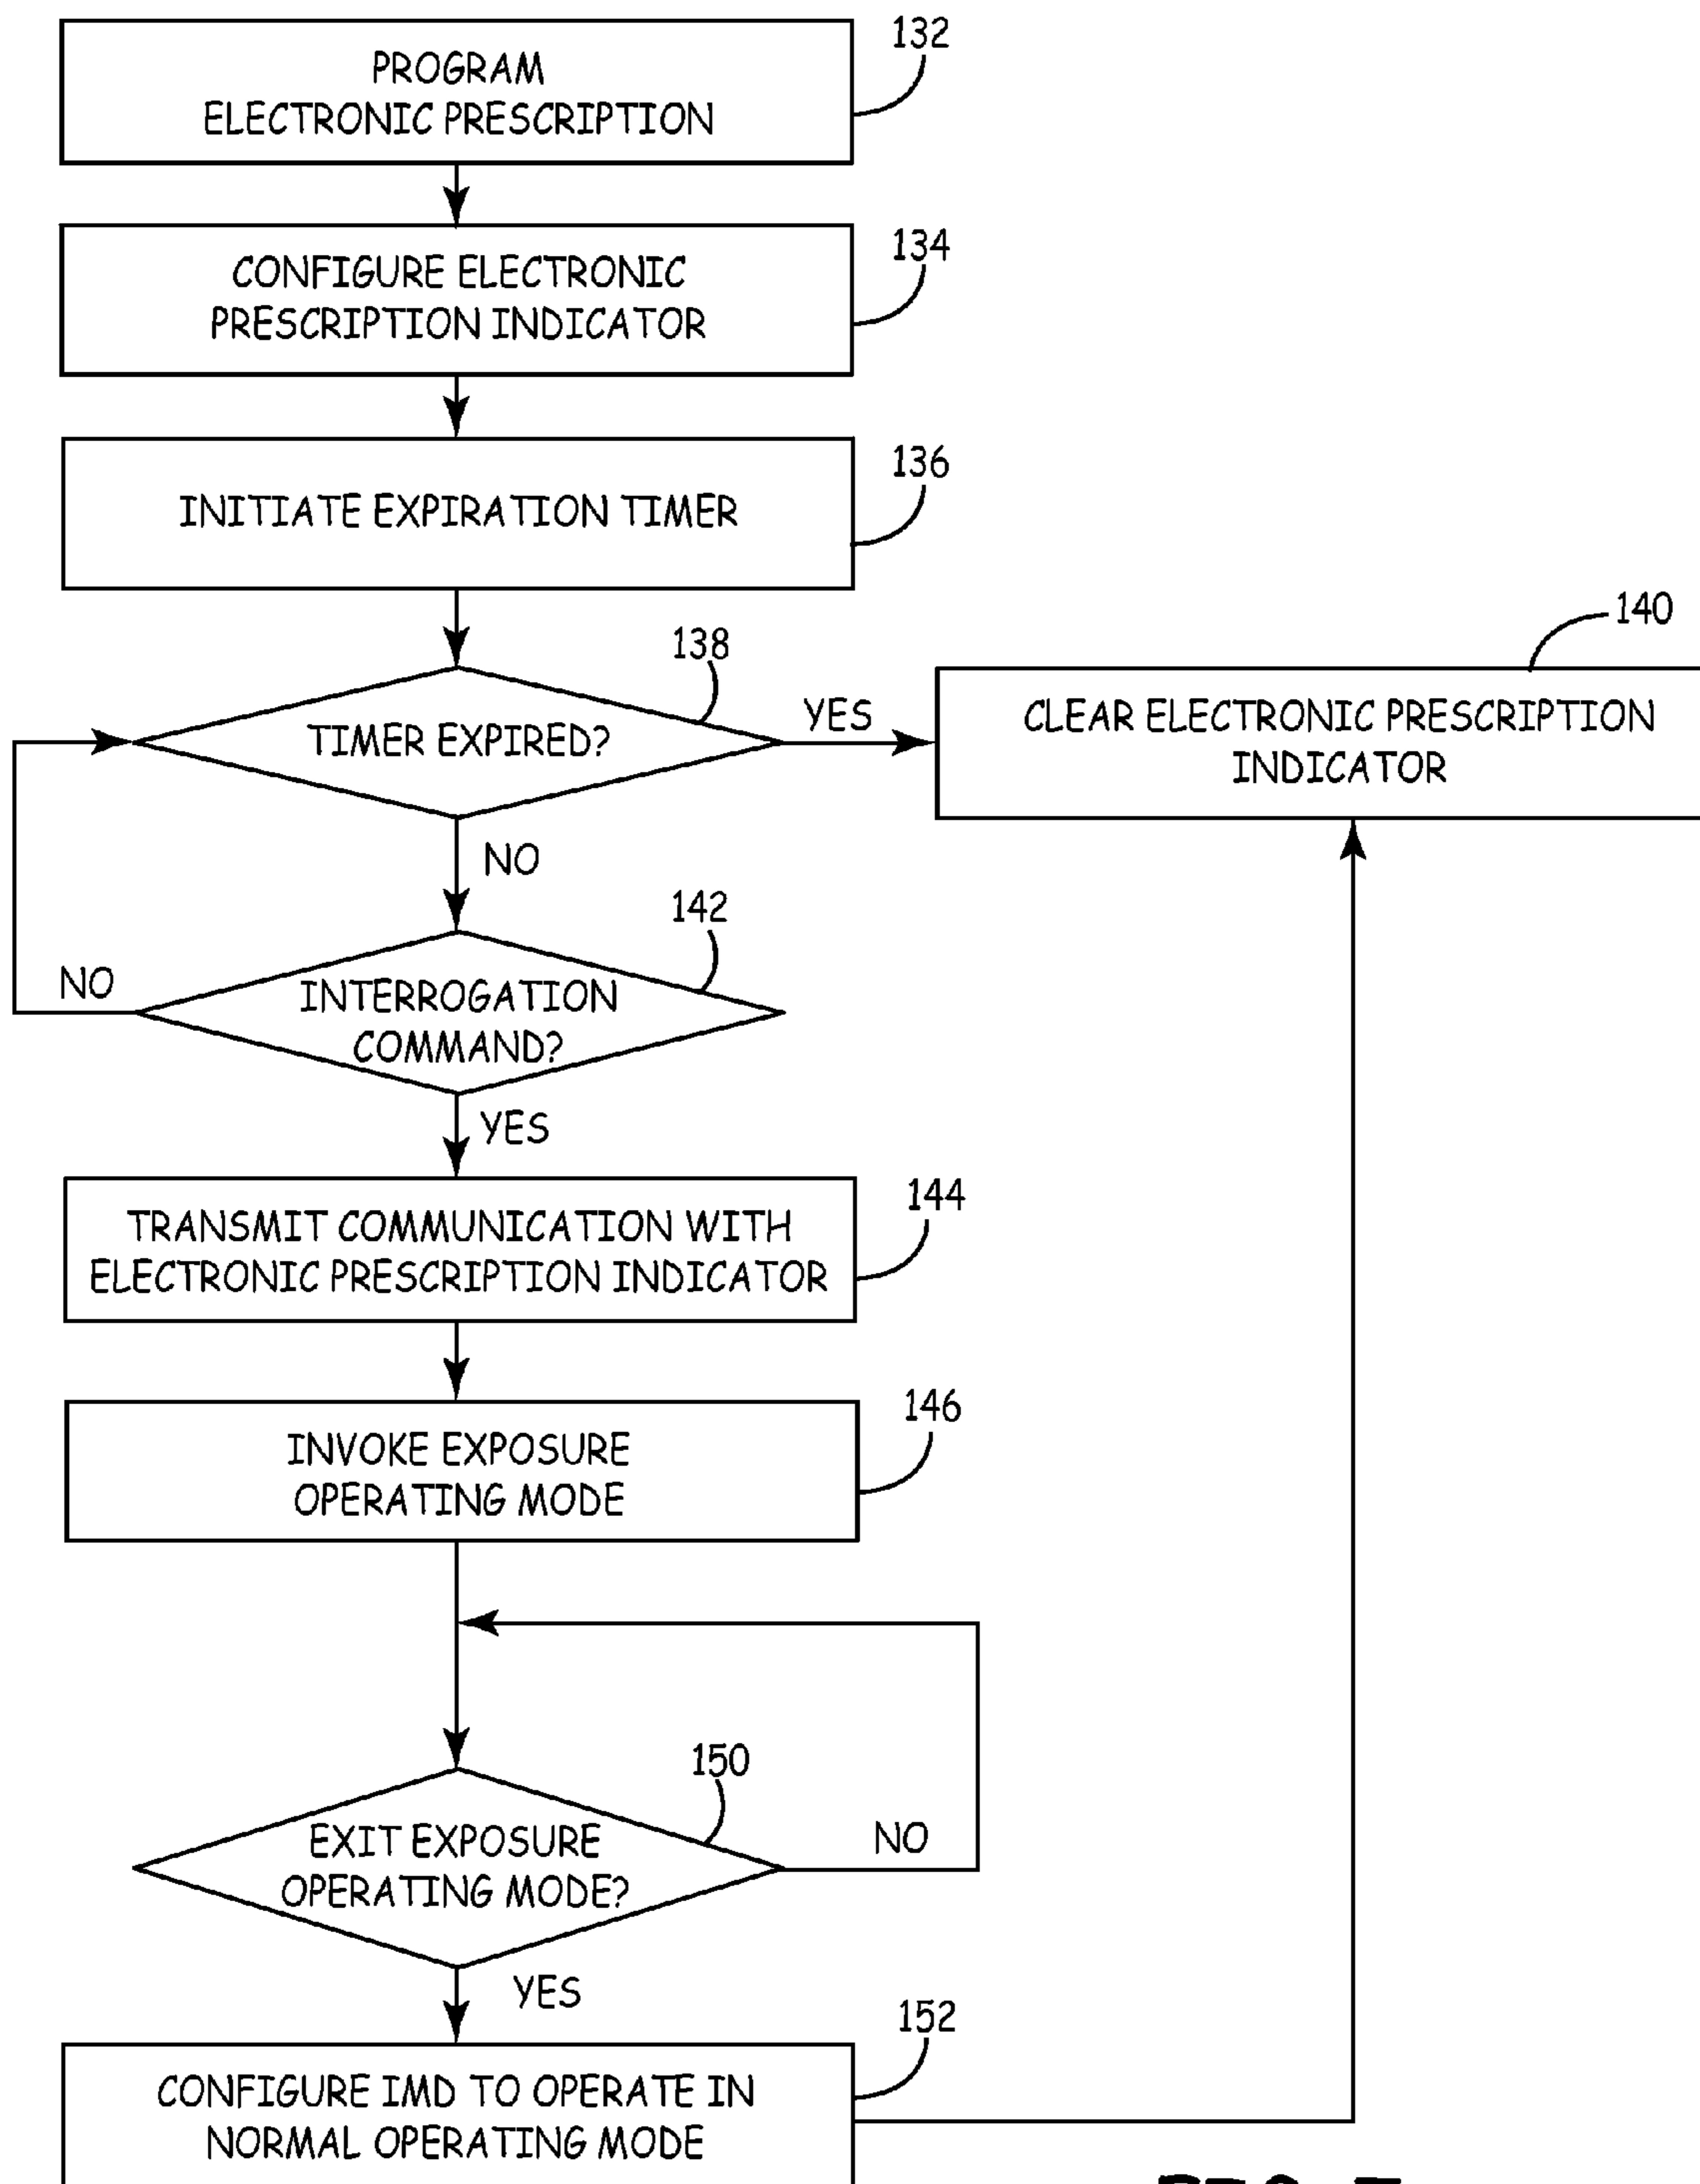 132
PROGRAM
ELECTRONIC PRESCRIPTION
134
CONFIGURE ELECTRONIC
PRESCRIPTION INDICATOR
136
INITIATE EXPIRATION TIMER
138
TIMER EXPIRED?
YES
140
CLEAR ELECTRONIC PRESCRIPTION
INDICATOR
NO
142
INTERROGATION
COMMAND?
NO
YES
144
TRANSMIT COMMUNICATION WITH
ELECTRONIC PRESCRIPTION INDICATOR
146
INVOKE EXPOSURE
OPERATING MODE
150
EXIT EXPOSURE
OPERATING MODE?
NO
YES
152
CONFIGURE IMD TO OPERATE IN
NORMAL OPERATING MODE